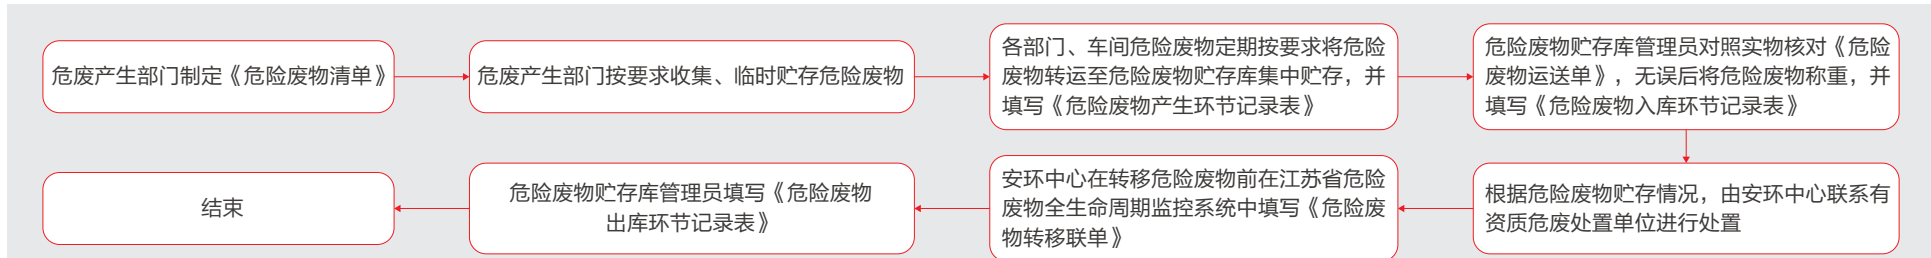 危废产生部门制定《危险废物清单》
危废产生部门按要求收集、临时贮存危险废物
各部门、车间危险废物定期按要求将危险
废物转运至危险废物贮存库集中贮存，并
填写《危险废物产生环节记录表》
危险废物贮存库管理员对照实物核对《危险
废物运送单》，无误后将危险废物称重，并
填写《危险废物入库环节记录表》
根据危险废物贮存情况，由安环中心联系有
资质危废处置单位进行处置
安环中心在转移危险废物前在江苏省危险
废物全生命周期监控系统中填写《危险废
物转移联单》
危险废物贮存库管理员填写《危险废物
出库环节记录表》
结束